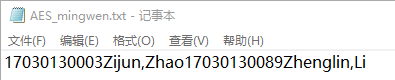 AES_mingwen.txt - 记事本
文件(F) 编辑(E) 格式(O) 查看(V) 帮助(H)
17030130003Zijun,Zhao17030130089Zhenglin,Li